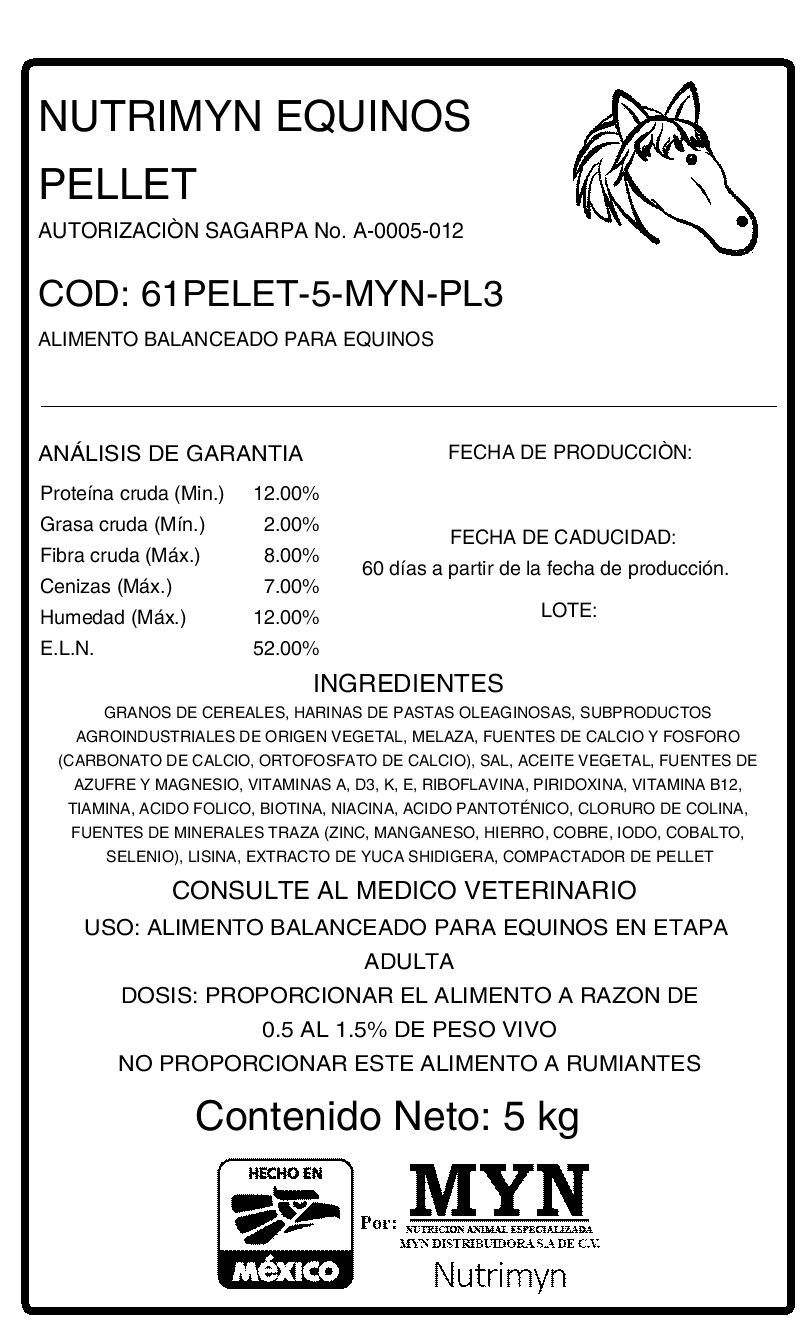 NUTRIMYN EQUINOS
PELLET
AUTORIZACIÒN SAGARPA No. A-0005-012
COD: 61PELET-5-MYN-PL3
ALIMENTO BALANCEADO PARA EQUINOS
ANÁLISIS DE GARANTIA
Proteína cruda (Min.) 12.00%
Grasa cruda (Mín.) 2.00%
Fibra cruda (Máx.) 8.00%
Cenizas (Máx.) 7.00%
Humedad (Máx.) 12.00%
E.L.N. 52.00%
FECHA DE PRODUCCIÒN:
FECHA DE CADUCIDAD:
60 días a partir de la fecha de producción.
LOTE:
INGREDIENTES
GRANOS DE CEREALES, HARINAS DE PASTAS OLEAGINOSAS, SUBPRODUCTOS
AGROINDUSTRIALES DE ORIGEN VEGETAL, MELAZA, FUENTES DE CALCIO Y FOSFORO
(CARBONATO DE CALCIO, ORTOFOSFATO DE CALCIO), SAL, ACEITE VEGETAL, FUENTES DE
AZUFRE Y MAGNESIO, VITAMINAS A, D3, K, E, RIBOFLAVINA, PIRIDOXINA, VITAMINA B12,
TIAMINA, ACIDO FOLICO, BIOTINA, NIACINA, ACIDO PANTOTÉNICO, CLORURO DE COLINA,
FUENTES DE MINERALES TRAZA (ZINC, MANGANESO, HIERRO, COBRE, IODO, COBALTO,
SELENIO), LISINA, EXTRACTO DE YUCA SHIDIGERA, COMPACTADOR DE PELLET
CONSULTE AL MEDICO VETERINARIO
USO: ALIMENTO BALANCEADO PARA EQUINOS EN ETAPA
ADULTA
DOSIS: PROPORCIONAR EL ALIMENTO A RAZON DE
0.5 AL 1.5% DE PESO VIVO
NO PROPORCIONAR ESTE ALIMENTO A RUMIANTES
Contenido Neto: 5 kg
HECHO EN
MéXICO
Por:
MYN
NUTRICION ANIMAL ESPECIALIZADA
MYN DISTRIBUIDORA S.A DE C.V.
Nutrimyn